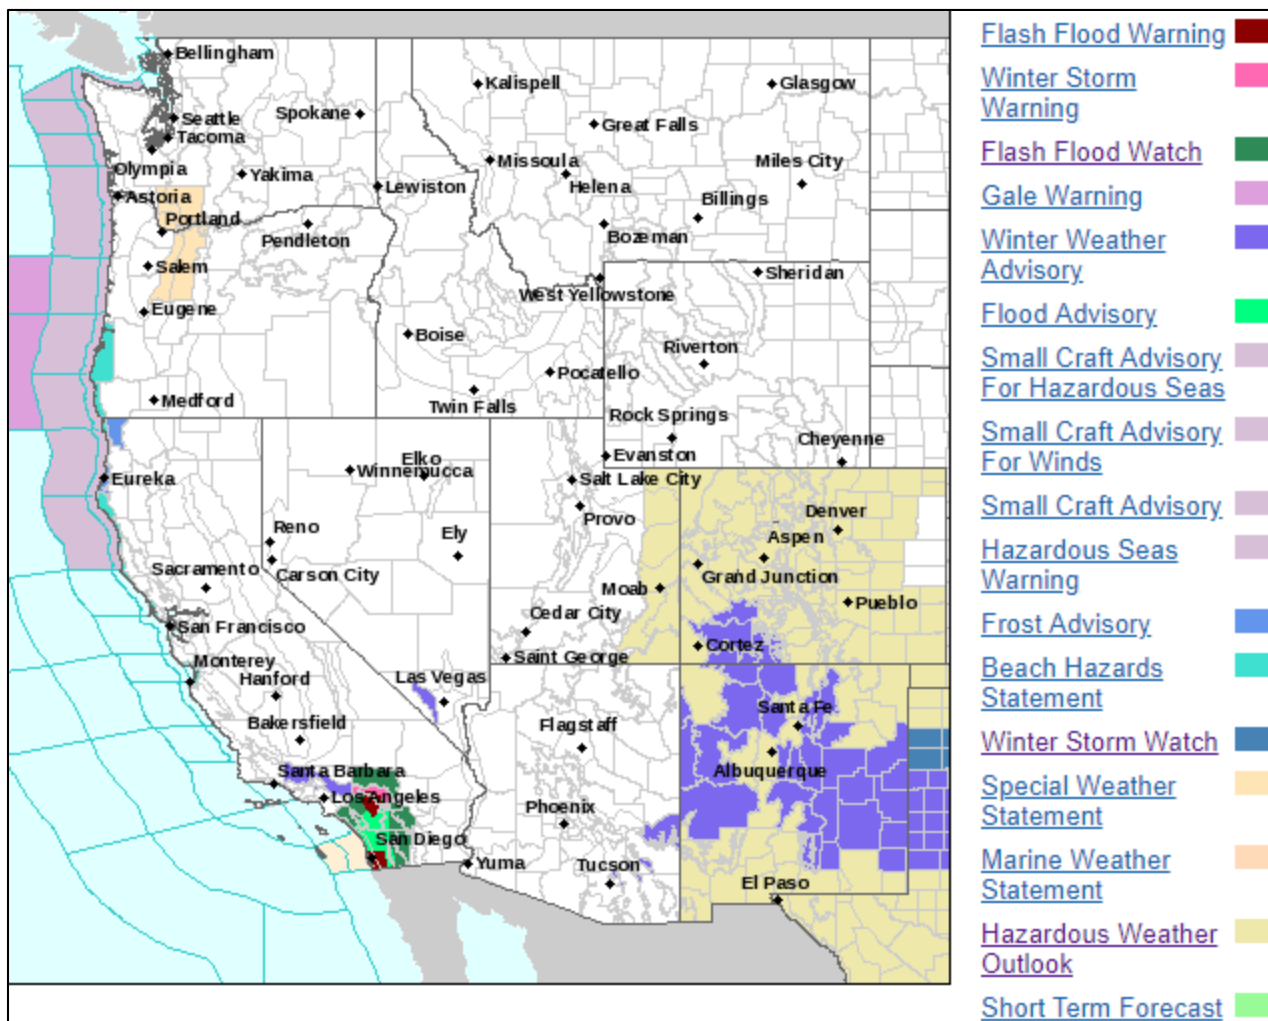 Bellingham
Kalispell
Glasgow
Seattle
Spokane
Tacoma
Great Falls
Olympia
Missoula
Miles City
Yakima
Lewiston
Helena
Astoria
Billings
Portland
Pendleton
Bozeman
Salem
Sheridan
West Yellowstone
Eugene
Boise
Riverton
Pocatello
Medford
Twin Falls
Rock Springs
Cheyenne
Elko
Evanston
Winnemucca
Eureka
Salt Lake City
Denver
Provo
Reno
Ely
Aspen
Sacramento
Carson City
Grand Junction
Moab
Pueblo
Cedar City
San Francisco
Cortez
Saint George
Monterey
Hanford
Las Vegas
Santa Fe
Bakersfield
Flagstaff
Santa Barbara
Albuquerque
Los Angeles
Phoenix
San Diego
Yuma
Tucson
El Paso
Flash Flood Warning
Winter Storm
Warning
Flash Flood Watch
Gale Warning
Winter Weather
Advisory
Flood Advisory
Small Craft Advisory
For Hazardous Seas
Small Craft Advisory
For Winds
Small Craft Advisory
Hazardous Seas
Warning
Frost Advisory
Beach Hazards
Statement
Winter Storm Watch
Special Weather
Statement
Marine Weather
Statement
Hazardous Weather
Outlook
Short Term Forecast